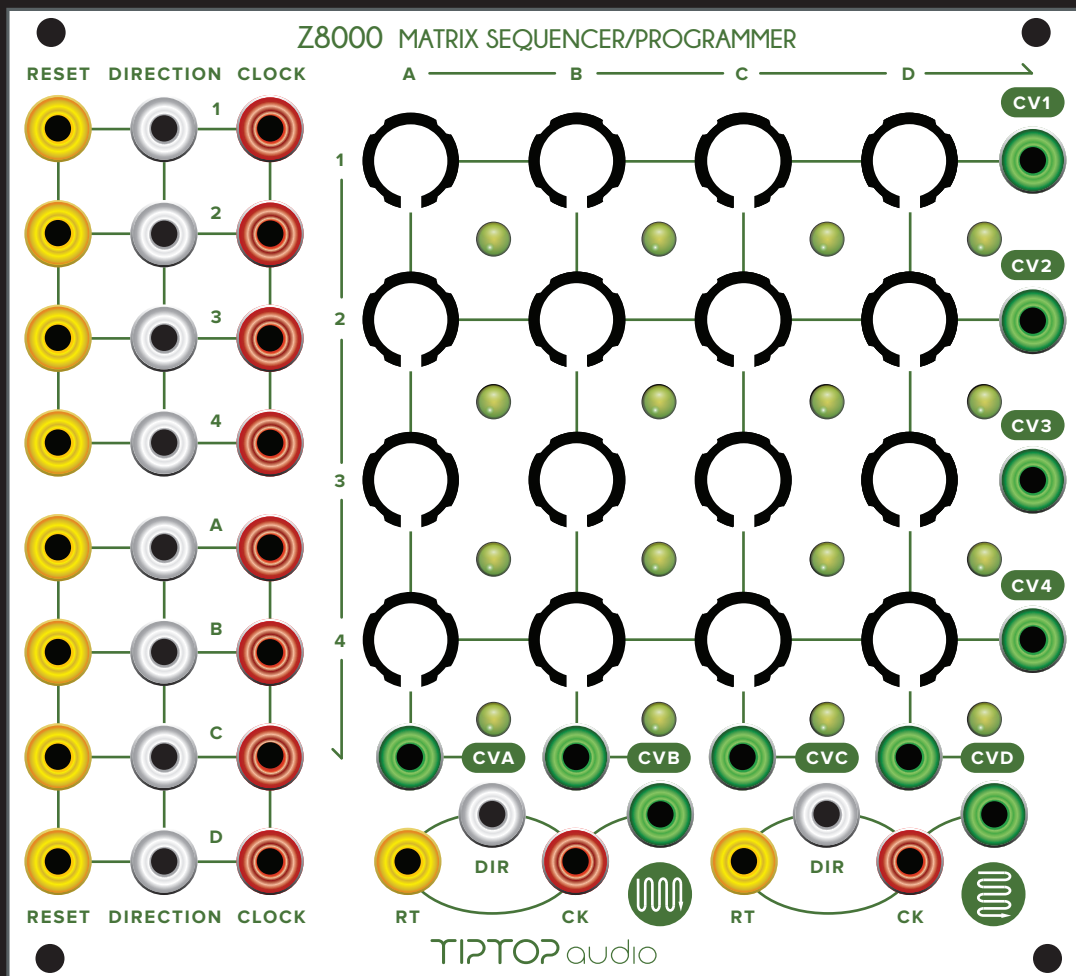 Z8000 MATRIX SEQUENCER/PROGRAMMER
RESET DIRECTION CLOCK
A B C D
CV1
1
1
2
CV2
3
2
4
CV3
3
A
CV4
B
4
C
CVA CVB CVC CVD
D
DIR DIR
RESET DIRECTION CLOCK
RT CK RT CK
TIPTOP audio